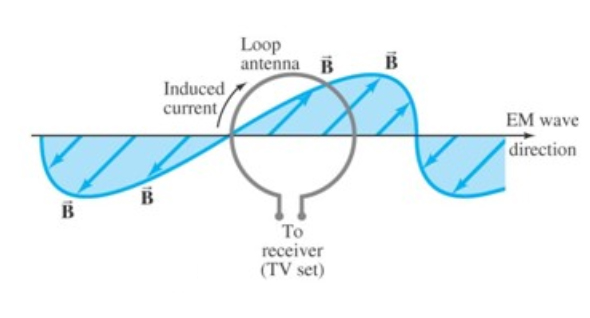 Loop
antenna
B⃗
B⃗
Induced
current
EM wave
direction
B⃗
B⃗
To
receiver
(TV set)